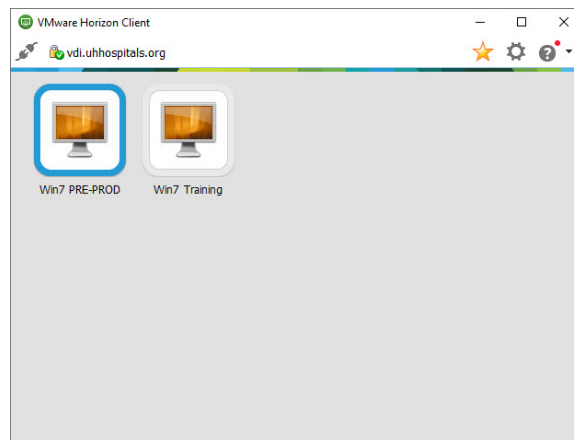 VMware Horizon Client
vdi.uhhospitals.org
Win7 PRE-PROD
Win7 Training